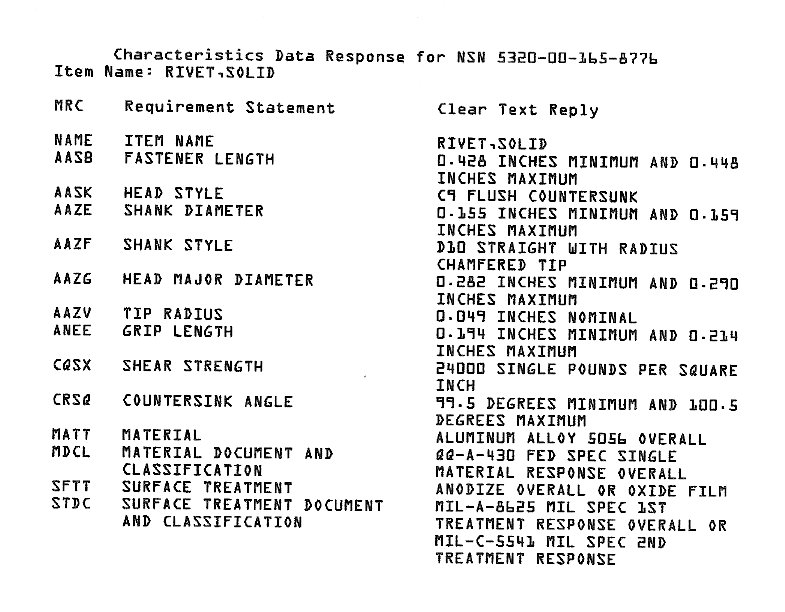 Characteristics Data Response for NSN 5320-00-165-8776
Item Name: RIVET,SOLID
MRC Requirement Statement Clear Text Reply
NAME ITEM NAME RIVET,SOLID
AASB FASTENER LENGTH 0.428 INCHES MINIMUM AND 0.448
INCHES MAXIMUM
AASK HEAD STYLE C9 FLUSH COUNTERSUNK
AAZE SHANK DIAMETER 0.155 INCHES MINIMUM AND 0.159
INCHES MAXIMUM
AAZF SHANK STYLE D10 STRAIGHT WITH RADIUS
CHAMFERED TIP
AAZG HEAD MAJOR DIAMETER 0.282 INCHES MINIMUM AND 0.290
INCHES MAXIMUM
AAZV TIP RADIUS 0.049 INCHES NOMINAL
ANEE GRIP LENGTH 0.194 INCHES MINIMUM AND 0.214
INCHES MAXIMUM
CQSX SHEAR STRENGTH 24000 SINGLE POUNDS PER SQUARE
INCH
CRSQ COUNTERSINK ANGLE 99.5 DEGREES MINIMUM AND 100.5
DEGREES MAXIMUM
MATT MATERIAL ALUMINUM ALLOY 5056 OVERALL
MDCL MATERIAL DOCUMENT AND QQ-A-430 FED SPEC SINGLE
CLASSIFICATION MATERIAL RESPONSE OVERALL
SFTT SURFACE TREATMENT ANODIZE OVERALL OR OXIDE FILM
STDC SURFACE TREATMENT DOCUMENT MIL-A-8625 MIL SPEC 1ST
AND CLASSIFICATION TREATMENT RESPONSE OVERALL OR
MIL-C-5541 MIL SPEC 2ND
TREATMENT RESPONSE